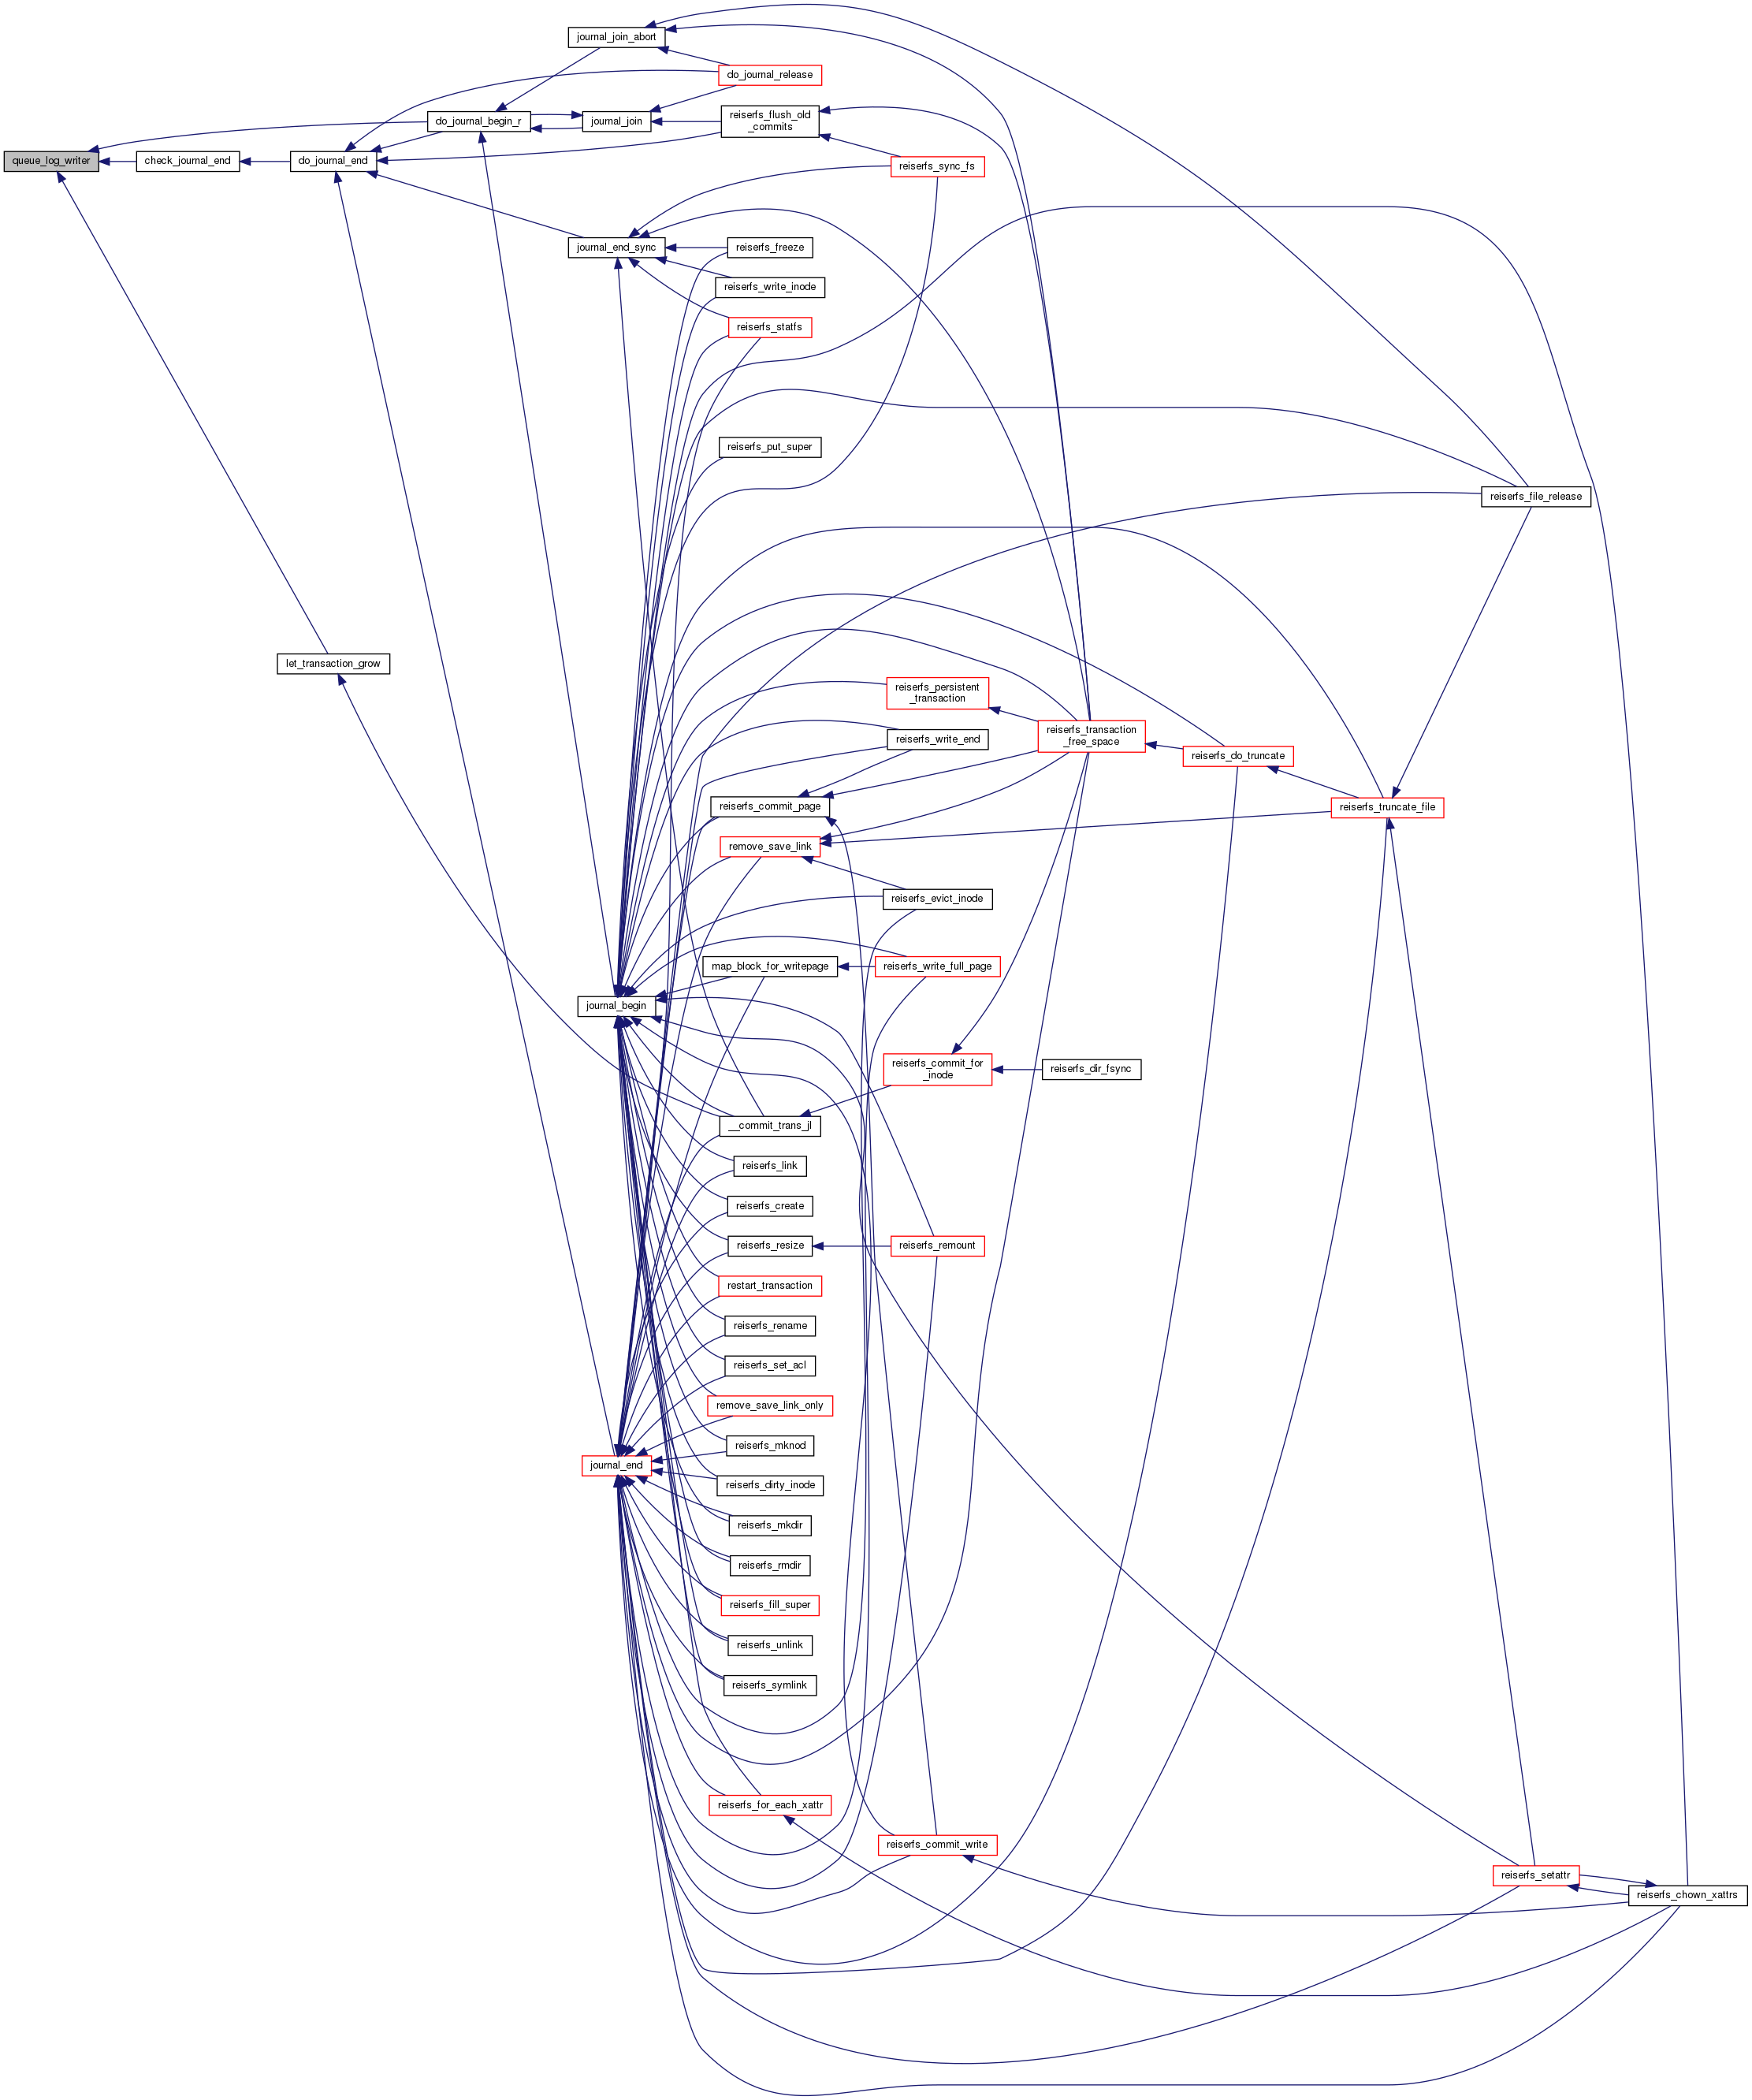 journal_join_abort
do_journal_release
do_journal_begin_r
journal_join
reiserfs_flush_old
_commits
queue_log_writer
check_journal_end
do_journal_end
reiserfs_sync_fs
journal_end_sync
reiserfs_freeze
reiserfs_write_inode
reiserfs_statfs
reiserfs_put_super
reiserfs_file_release
let_transaction_grow
reiserfs_persistent
_transaction
reiserfs_write_end
reiserfs_transaction
_free_space
reiserfs_do_truncate
reiserfs_commit_page
reiserfs_truncate_file
remove_save_link
reiserfs_evict_inode
map_block_for_writepage
reiserfs_write_full_page
journal_begin
reiserfs_commit_for
_inode
reiserfs_dir_fsync
__commit_trans_jl
reiserfs_link
reiserfs_create
reiserfs_resize
reiserfs_remount
restart_transaction
reiserfs_rename
reiserfs_set_acl
remove_save_link_only
reiserfs_mknod
journal_end
reiserfs_dirty_inode
reiserfs_mkdir
reiserfs_rmdir
reiserfs_fill_super
reiserfs_unlink
reiserfs_symlink
reiserfs_for_each_xattr
reiserfs_commit_write
reiserfs_setattr
reiserfs_chown_xattrs